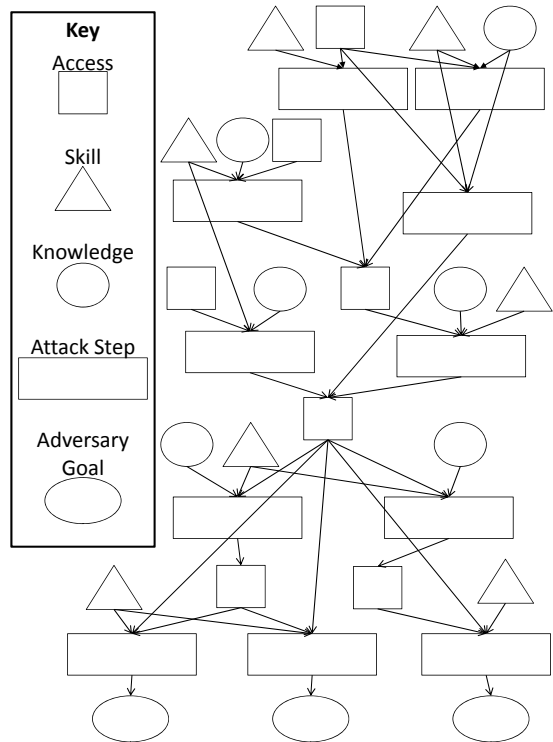 Key
Access
Skill
Knowledge
Attack Step
Adversary
Goal